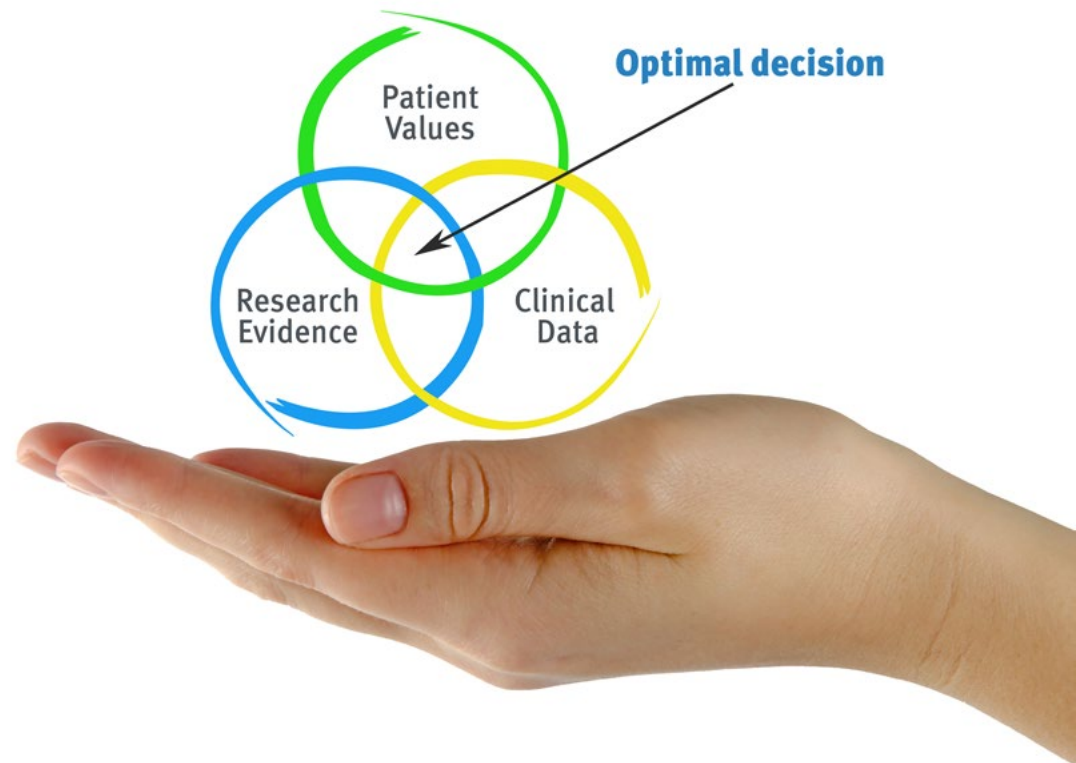 Optimal decision
Patient
Values
Research
Evidence
Clinical
Data